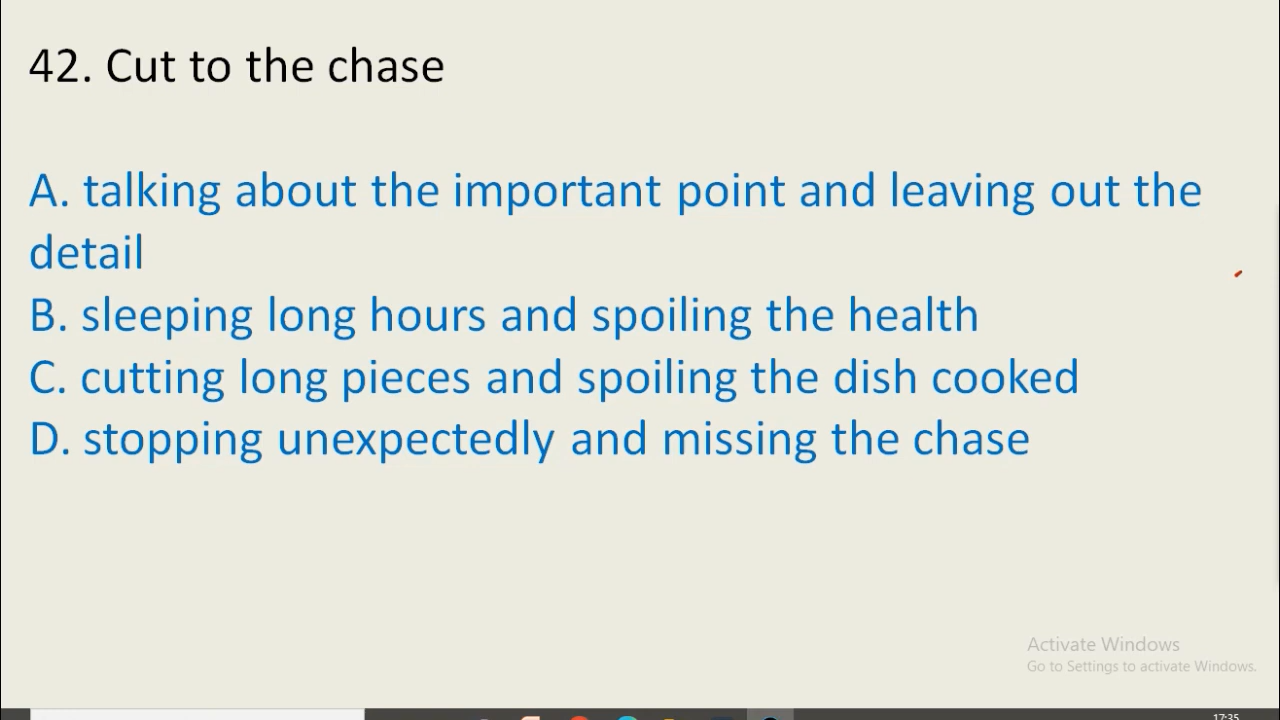 42. Cut to the chase
A. talking about the important point and leaving out the
detail
B. sleeping long hours and spoiling the health
C. cutting long pieces and spoiling the dish cooked
D. stopping unexpectedly and missing the chase
Activate Windows
Go to Settings to activate Windows.
17:35